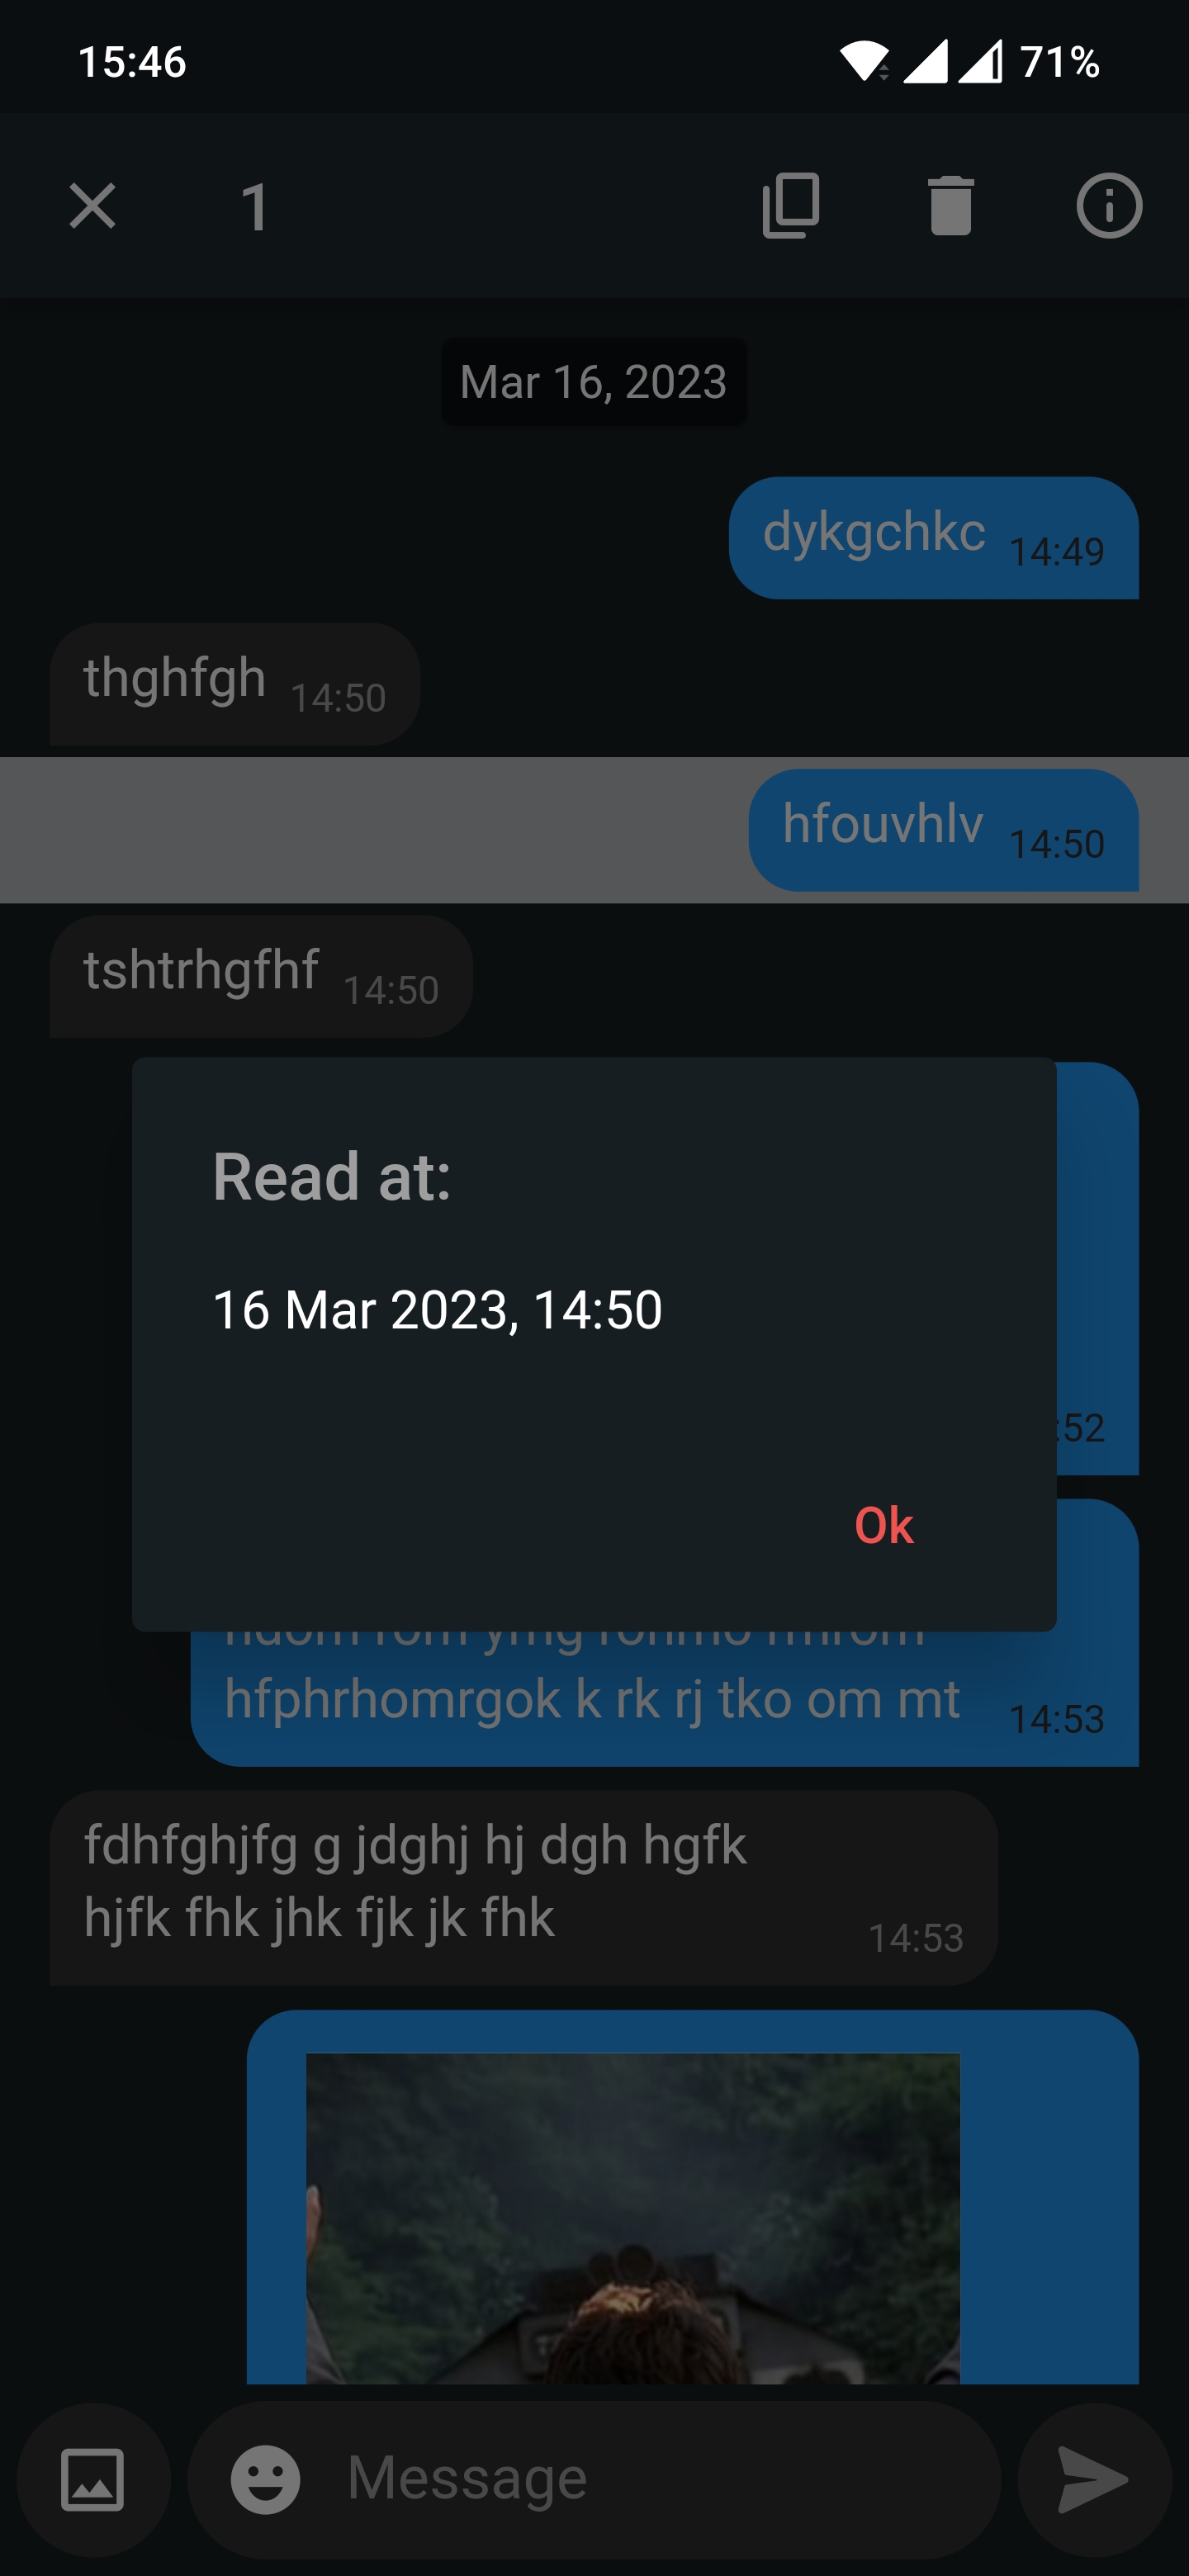 15:46 71%
1
Mar 16, 2023
dykgchkc 14:49
thghfgh 14:50
hfouvhlv 14:50
tshtrhgfhf 14:50
Read at:
16 Mar 2023, 14:50
:52
Ok
hfphrhomrgok k rk rj tko om mt 14:53
fdhfghjfg g jdghj hj dgh hgfk
hjfk fhk jhk fjk jk fhk 14:53
Message